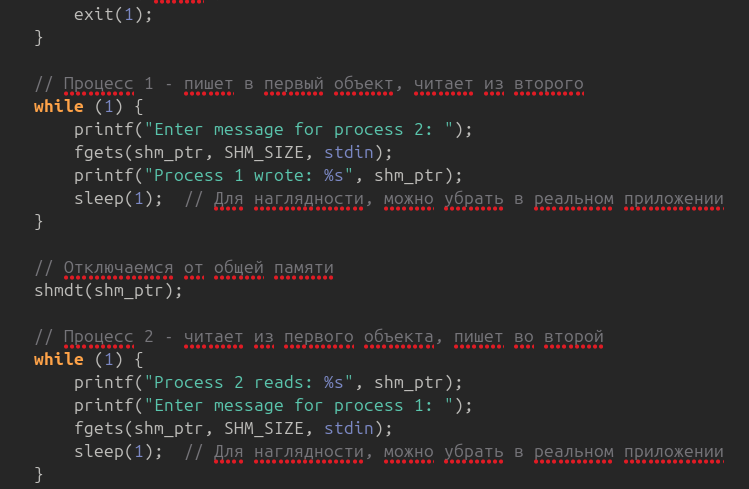 exit(1);
    }

    // Процесс 1 - пишет в первый объект, читает из второго
    while (1) {
        printf("Enter message for process 2: ");
        fgets(shm_ptr, SHM_SIZE, stdin);
        printf("Process 1 wrote: %s", shm_ptr);
        sleep(1);  // Для наглядности, можно убрать в реальном приложении
    }

    // Отключаемся от общей памяти
    shmdt(shm_ptr);

    // Процесс 2 - читает из первого объекта, пишет во второй
    while (1) {
        printf("Process 2 reads: %s", shm_ptr);
        printf("Enter message for process 1: ");
        fgets(shm_ptr, SHM_SIZE, stdin);
        sleep(1);  // Для наглядности, можно убрать в реальном приложении
    }